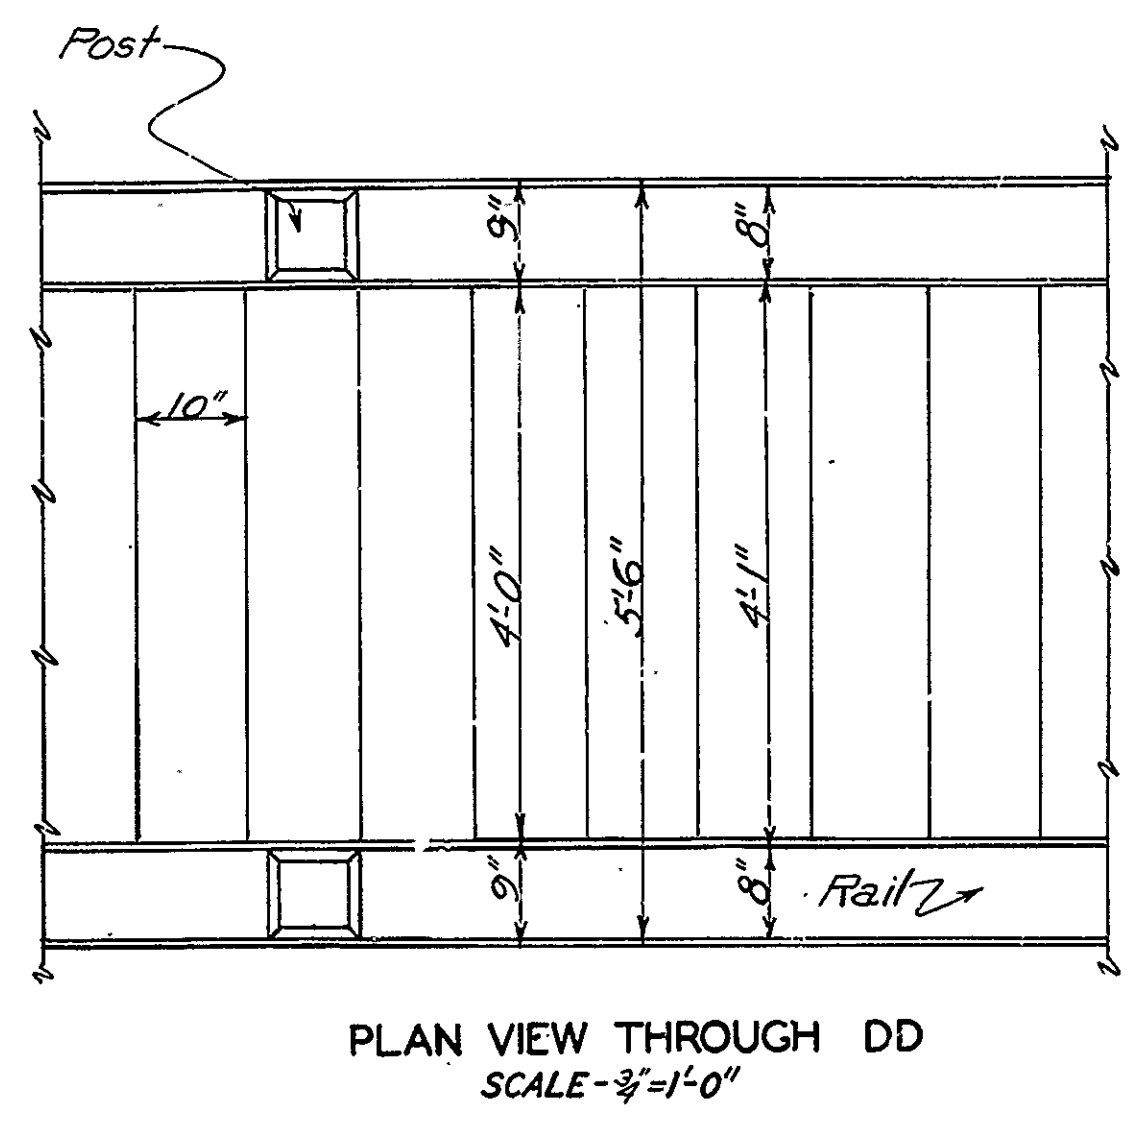 Post
9"
8"
10"
4'-0"
5'-6"
4'-1"
9"
8"
Rail
PLAN VIEW THROUGH DD
SCALE-3/4"=1'-0"